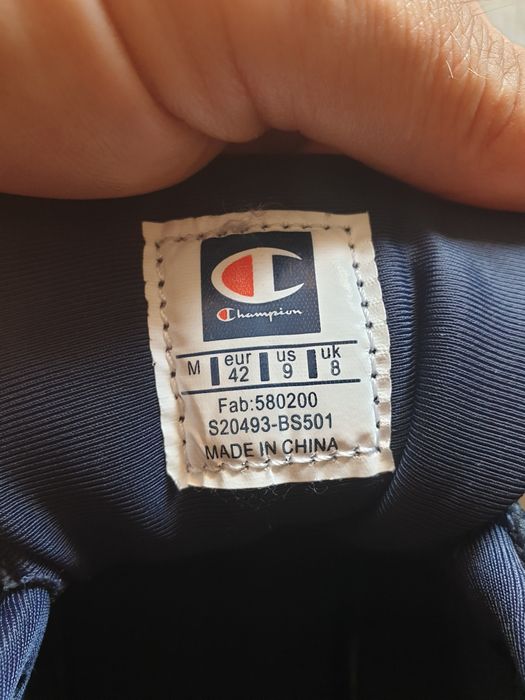 Champion
M eur 42 us 9 uk 8
Fab:580200
S20493-BS501
MADE IN CHINA